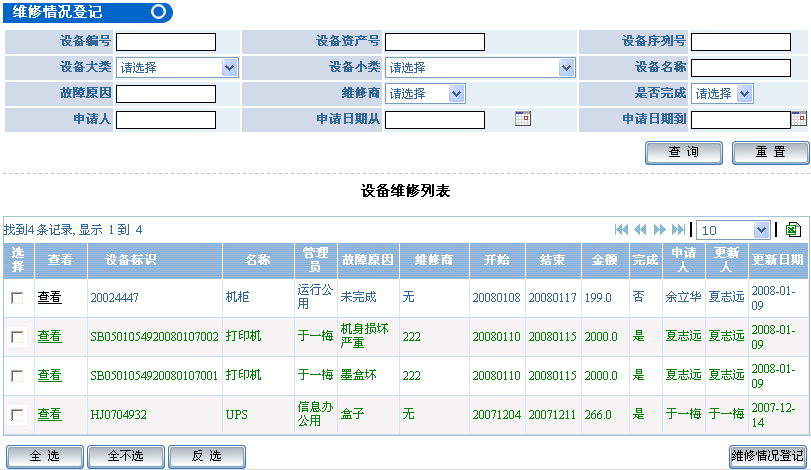 维修情况登记
设备编号 设备资产号 设备序列号
设备大类 请选择 设备小类 请选择 设备名称
故障原因 维修商 请选择 是否完成 请选择
申请人 申请日期从 申请日期到
查 询 重 置
设备维修列表
找到4条记录, 显示 1 到 4 10
选择 查看 设备标识 名称 管理员 故障原因 维修商 开始 结束 金额 完成 申请人 更新人 更新日期
查看 20024447 机柜 运行公用 未完成 无 20080108 20080117 199.0 否 余立华 夏志远 2008-01-09
查看 SB0501054920080107002 打印机 于一梅 机身损坏严重 222 20080110 20080115 2000.0 是 夏志远 夏志远 2008-01-09
查看 SB0501054920080107001 打印机 于一梅 墨盒坏 222 20080110 20080115 2000.0 是 夏志远 夏志远 2008-01-09
查看 HJ0704932 UPS 信息办公用 盒子 无 20071204 20071211 266.0 是 于一梅 于一梅 2007-12-14
全 选 全不选 反 选 维修情况登记